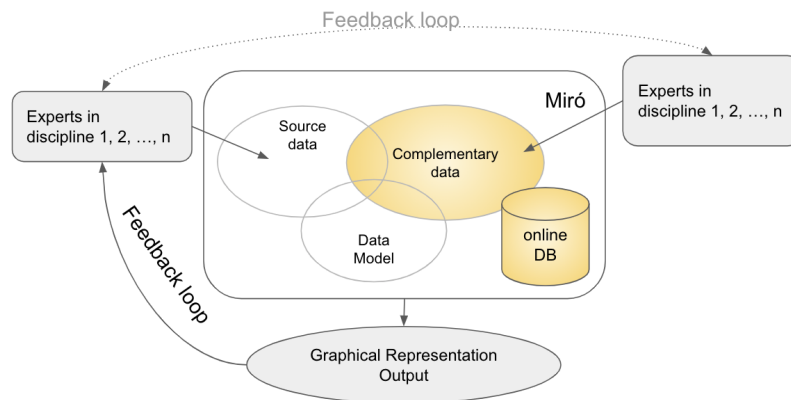 Feedback loop
Experts in
discipline 1, 2, …, n
Miró
Experts in
discipline 1, 2, …, n
Source
data
Complementary
data
Data
Model
online
DB
Feedback loop
Graphical Representation
Output